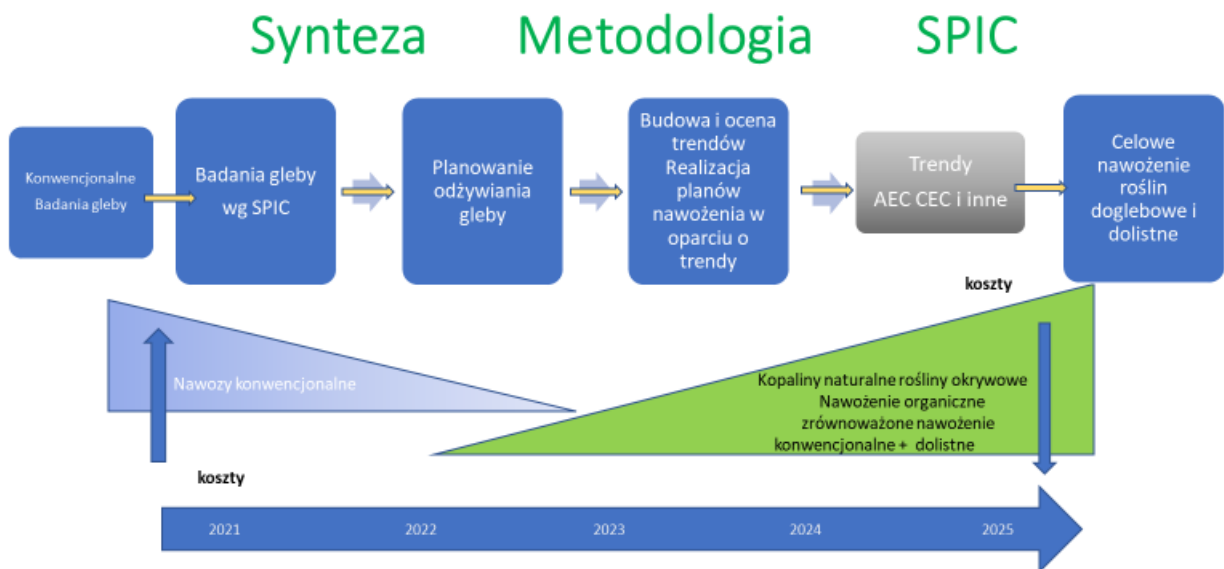 Synteza Metodologia SPIC
Konwencjonalne
Badania gleby
Badania gleby
wg SPIC
Planowanie
odżywiania
gleby
Budowa i ocena
trendów
Realizacja
planów
nawożenia w
oparciu o
trendy
Trendy
AEC CEC i inne
Celowe
nawożenie
roślin
doglebowe i
dolistne
koszty
Nawozy konwencjonalne
Kopaliny naturalne rośliny okrywowe
Nawożenie organiczne
zrównoważone nawożenie
konwencjonalne + dolistne
koszty
2021 2022 2023 2024 2025